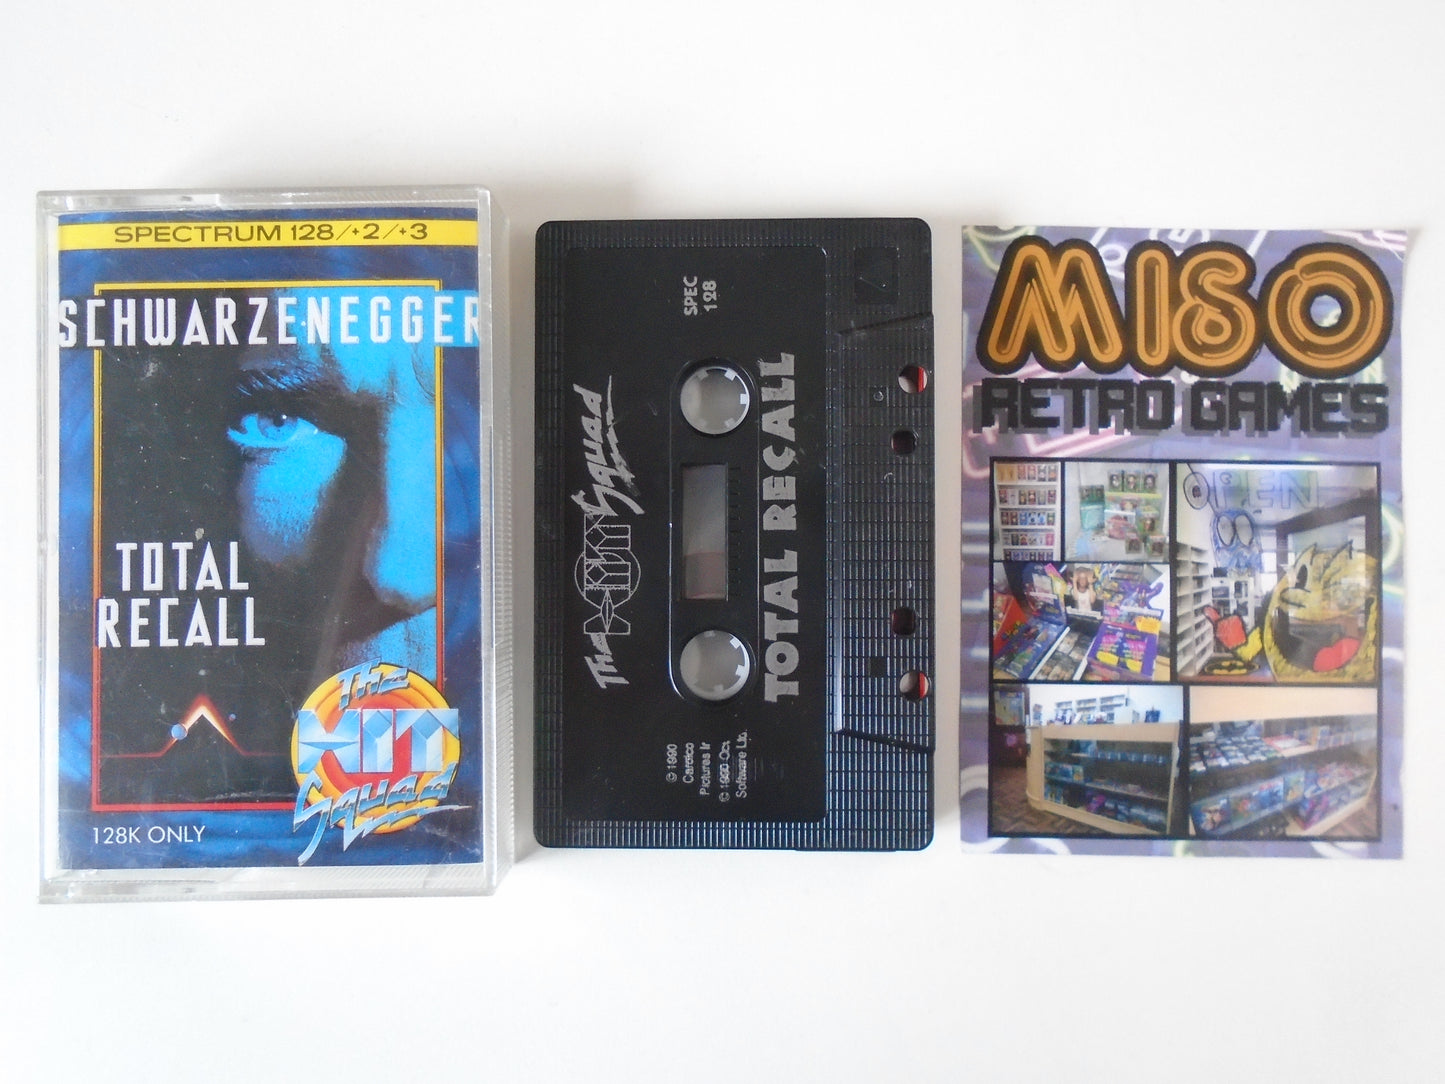 SPECTRUM 128/+2/+3
SCHWARZENEGGER
TOTAL
RECALL
The
HIT
Squad
128K ONLY
SPEC
128
The HIT Squad
TOTAL RECALL
© 1990
Carolco
Pictures Ir
© 1990 Oce
Software Ltd.
MISO
RETRO GAMES
OPEN